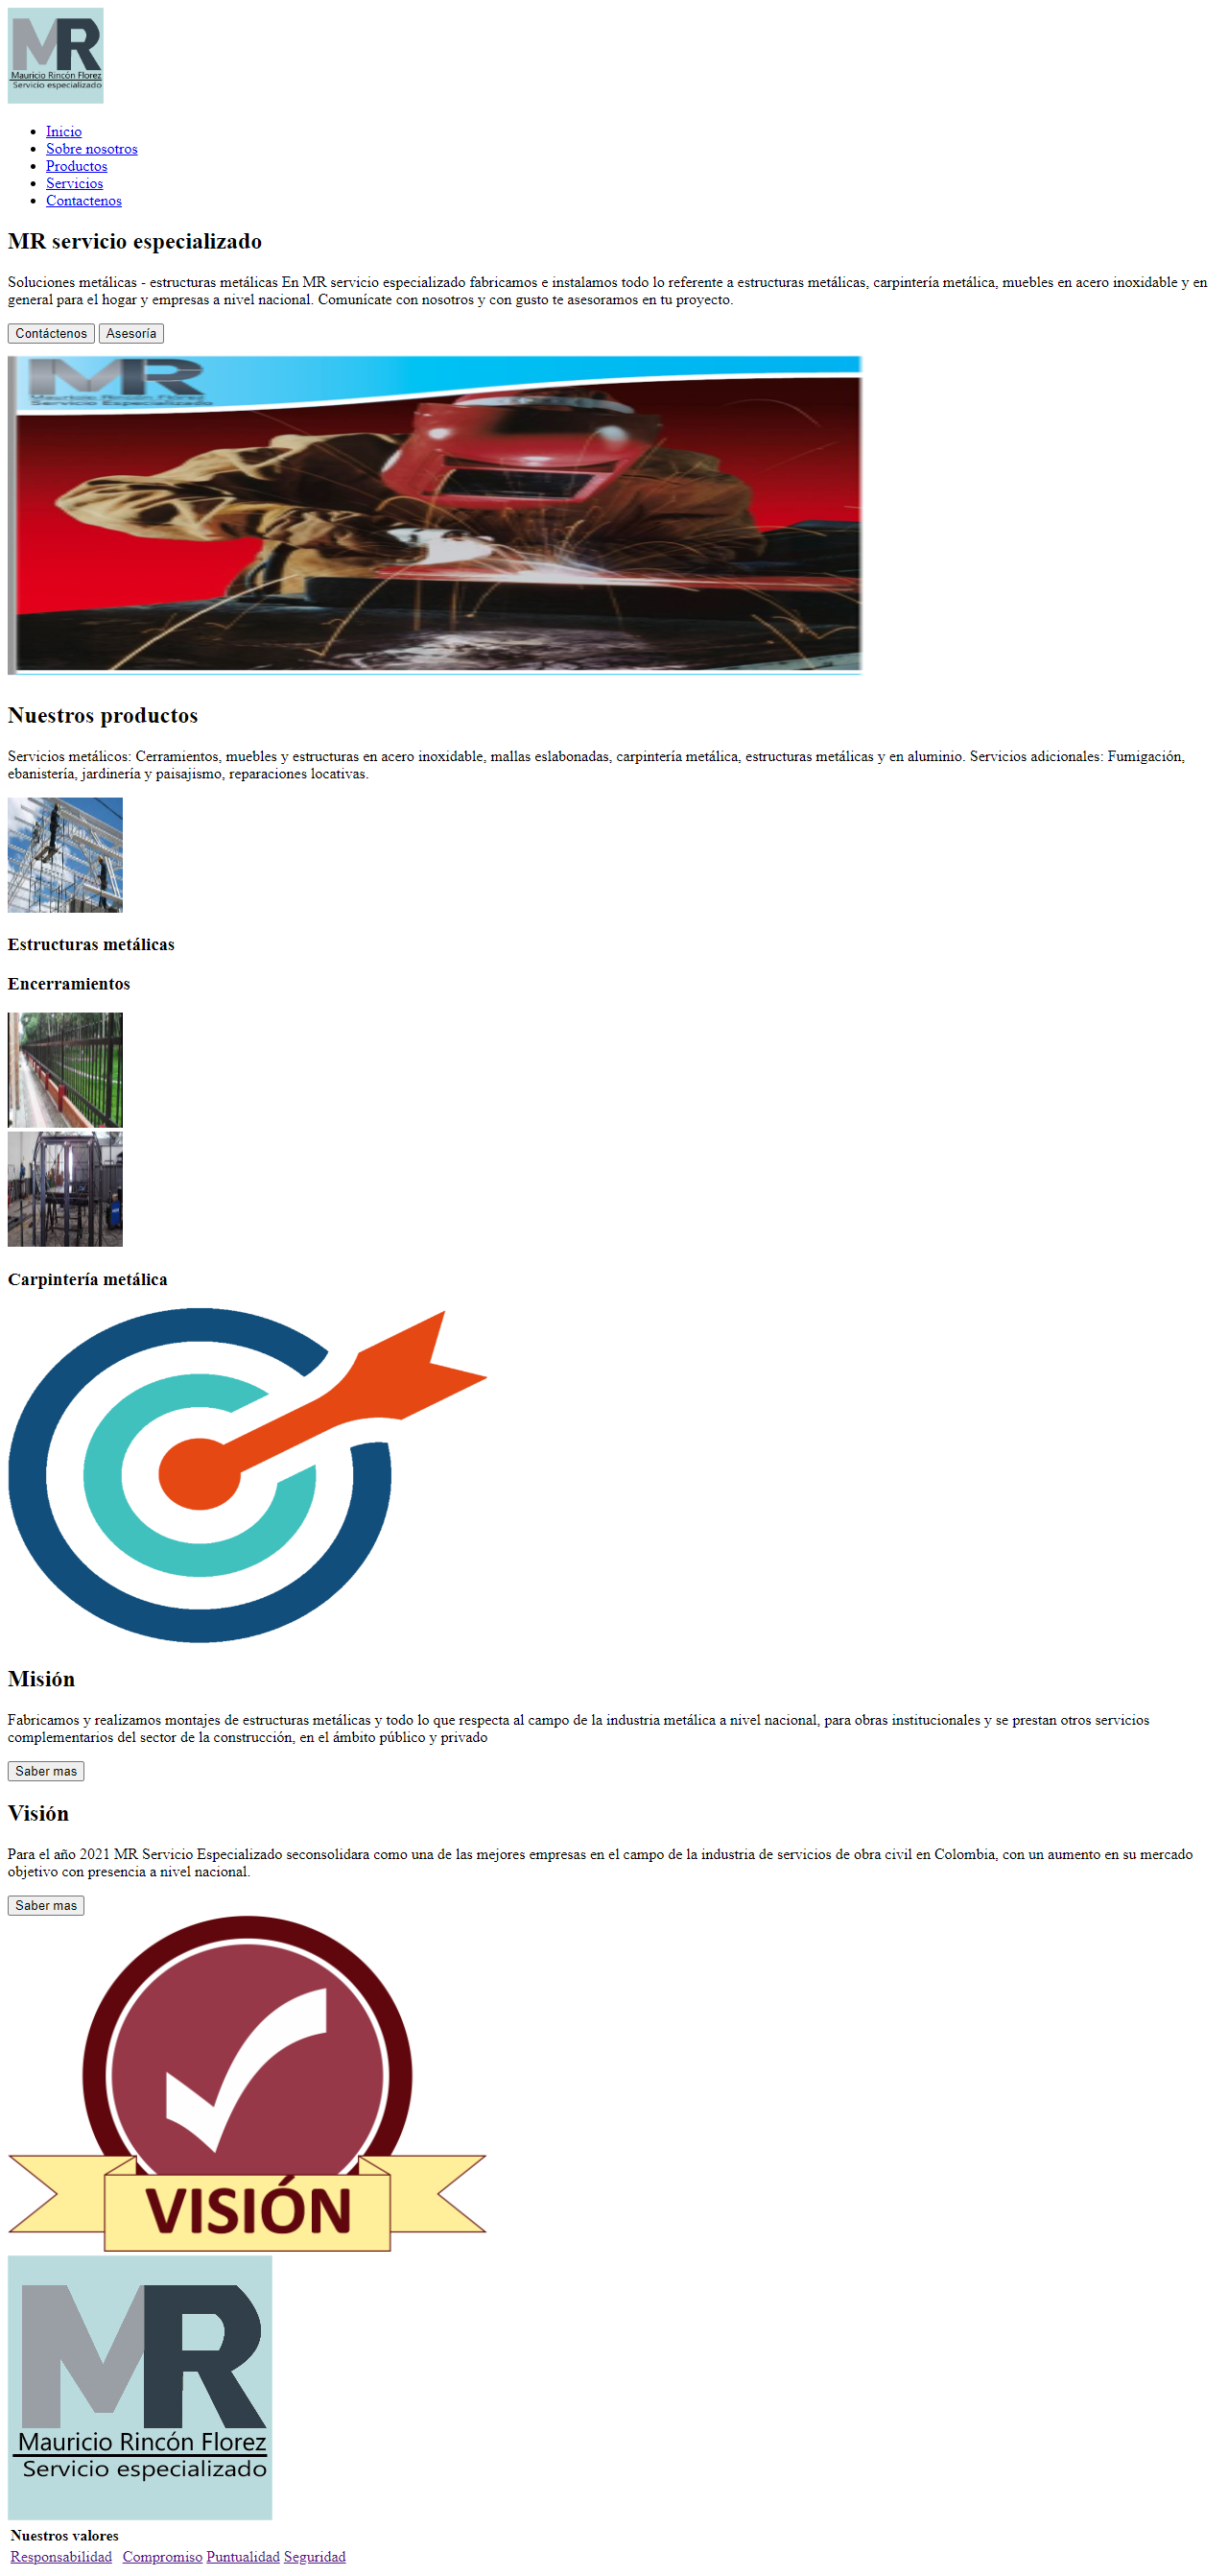 MR
Mauricio Rincón Florez
Servicio especializado
Inicio
Sobre nosotros
Productos
Servicios
Contactenos
MR servicio especializado
Soluciones metálicas - estructuras metálicas En MR servicio especializado fabricamos e instalamos todo lo referente a estructuras metálicas, carpintería metálica, muebles en acero inoxidable y en
general para el hogar y empresas a nivel nacional. Comunícate con nosotros y con gusto te asesoramos en tu proyecto.
Contáctenos Asesoría
MR
Mauricio Rincón Florez
Servicio Especializado
Nuestros productos
Servicios metálicos: Cerramientos, muebles y estructuras en acero inoxidable, mallas eslabonadas, carpintería metálica, estructuras metálicas y en aluminio. Servicios adicionales: Fumigación,
ebanistería, jardinería y paisajismo, reparaciones locativas.
Estructuras metálicas
Encerramientos
Carpintería metálica
Misión
Fabricamos y realizamos montajes de estructuras metálicas y todo lo que respecta al campo de la industria metálica a nivel nacional, para obras institucionales y se prestan otros servicios
complementarios del sector de la construcción, en el ámbito público y privado
Saber mas
Visión
Para el año 2021 MR Servicio Especializado seconsolidara como una de las mejores empresas en el campo de la industria de servicios de obra civil en Colombia, con un aumento en su mercado
objetivo con presencia a nivel nacional.
Saber mas
VISIÓN
MR
Mauricio Rincón Florez
Servicio especializado
Nuestros valores
Responsabilidad Compromiso Puntualidad Seguridad